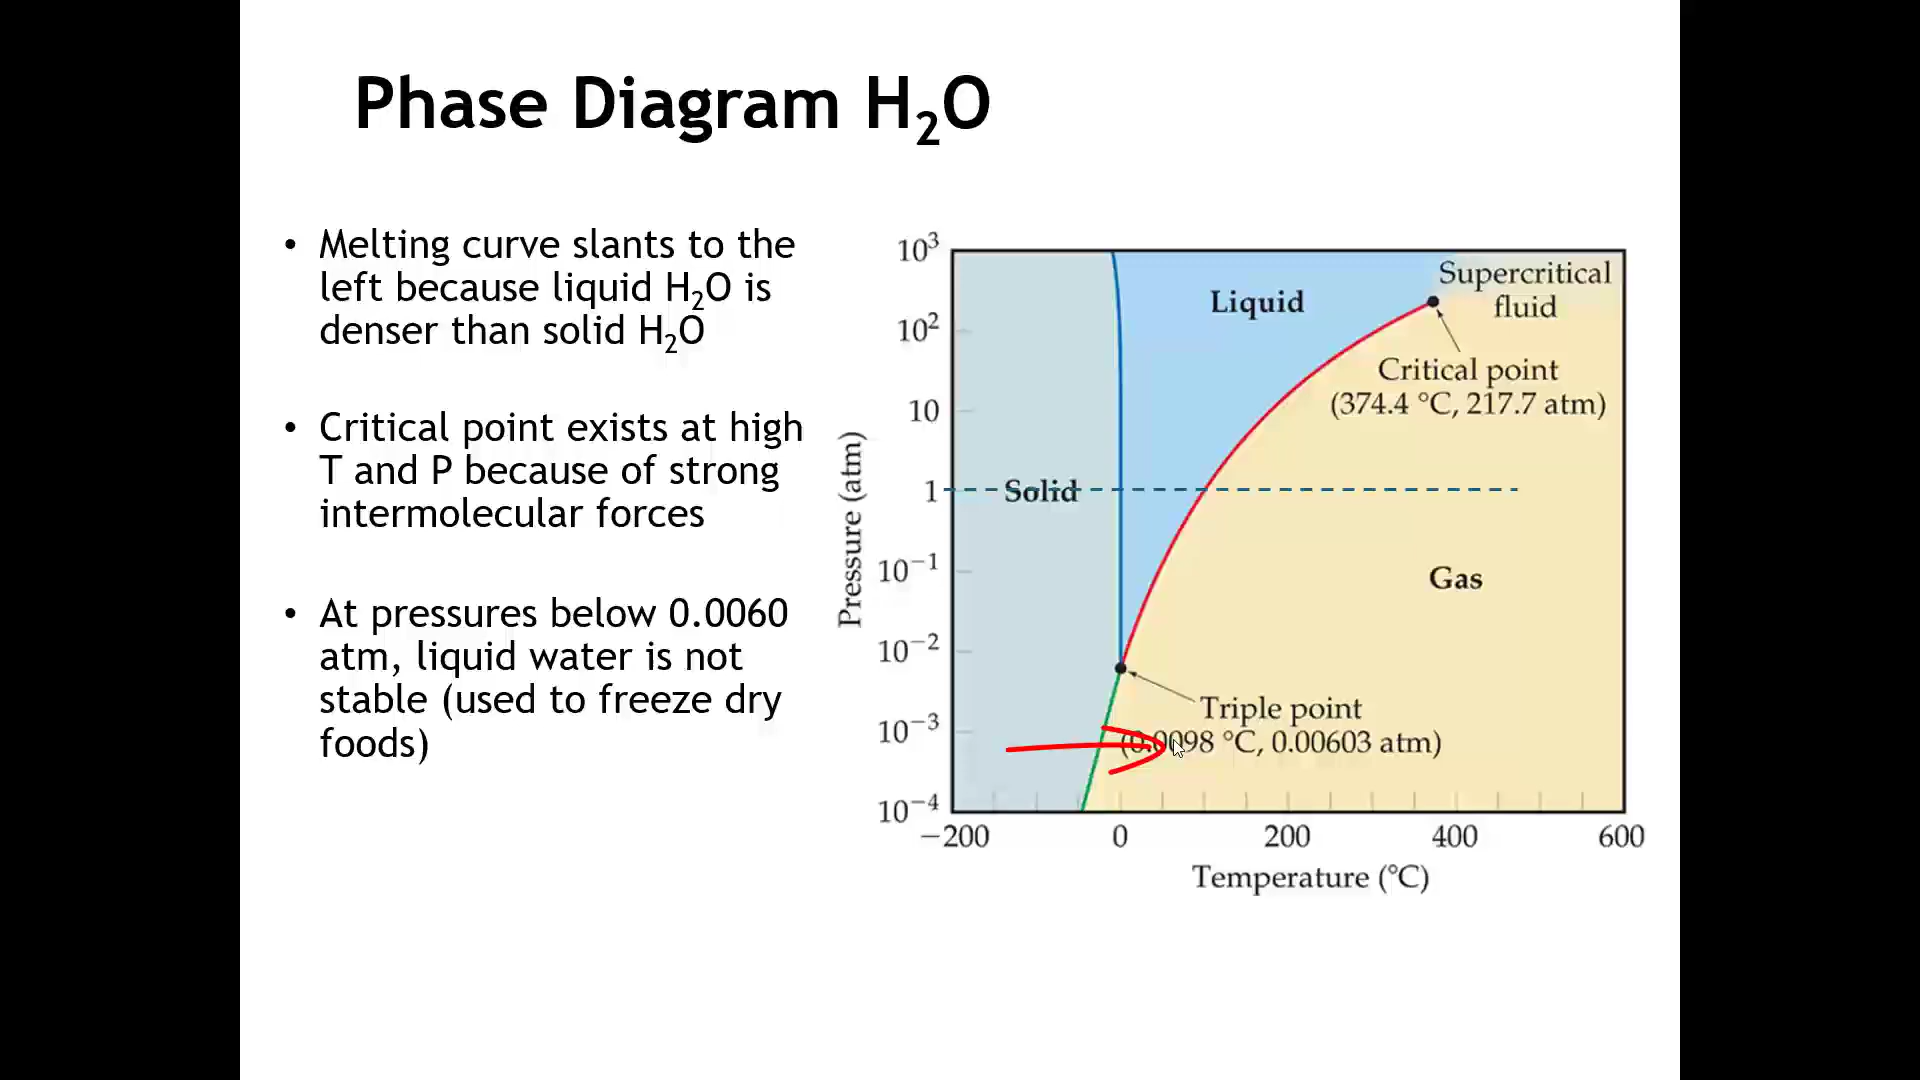 Phase Diagram H₂O
• Melting curve slants to the
left because liquid H₂O is
denser than solid H₂O
• Critical point exists at high
T and P because of strong
intermolecular forces
• At pressures below 0.0060
atm, liquid water is not
stable (used to freeze dry
foods)
Pressure (atm)
10³
10²
10
1
10⁻¹
10⁻²
10⁻³
10⁻⁴
Supercritical
fluid
Liquid
Critical point
(374.4 °C, 217.7 atm)
Solid
Gas
Triple point
(0.0098 °C, 0.00603 atm)
−200 0 200 400 600
Temperature (°C)